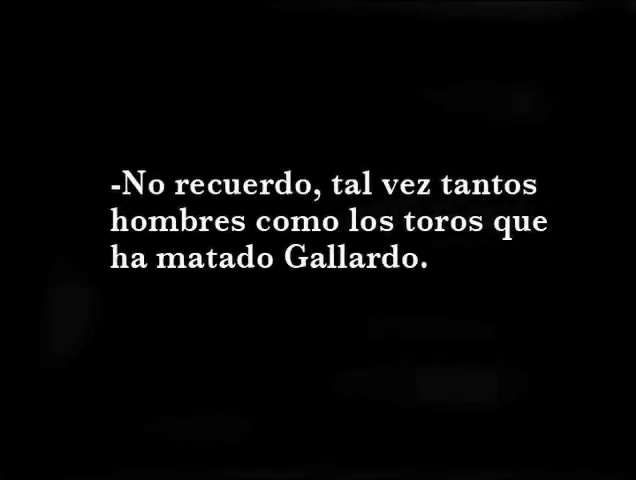 -No recuerdo, tal vez tantos
hombres como los toros que
ha matado Gallardo.